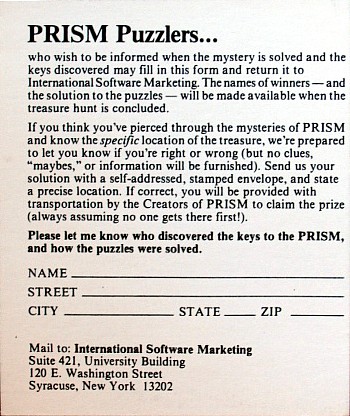 PRISM Puzzlers...
who wish to be informed when the mystery is solved and the
keys discovered may fill in this form and return it to
International Software Marketing. The names of winners — and
the solution to the puzzles — will be made available when the
treasure hunt is concluded.
If you think you've pierced through the mysteries of PRISM
and know the specific location of the treasure, we're prepared
to let you know if you're right or wrong (but no clues,
"maybes," or information will be furnished). Send us your
solution with a self-addressed, stamped envelope, and state
a precise location. If correct, you will be provided with
transportation by the Creators of PRISM to claim the prize
(always assuming no one gets there first!).
Please let me know who discovered the keys to the PRISM,
and how the puzzles were solved.
NAME
STREET
CITY STATE ZIP
Mail to: International Software Marketing
Suite 421, University Building
120 E. Washington Street
Syracuse, New York 13202